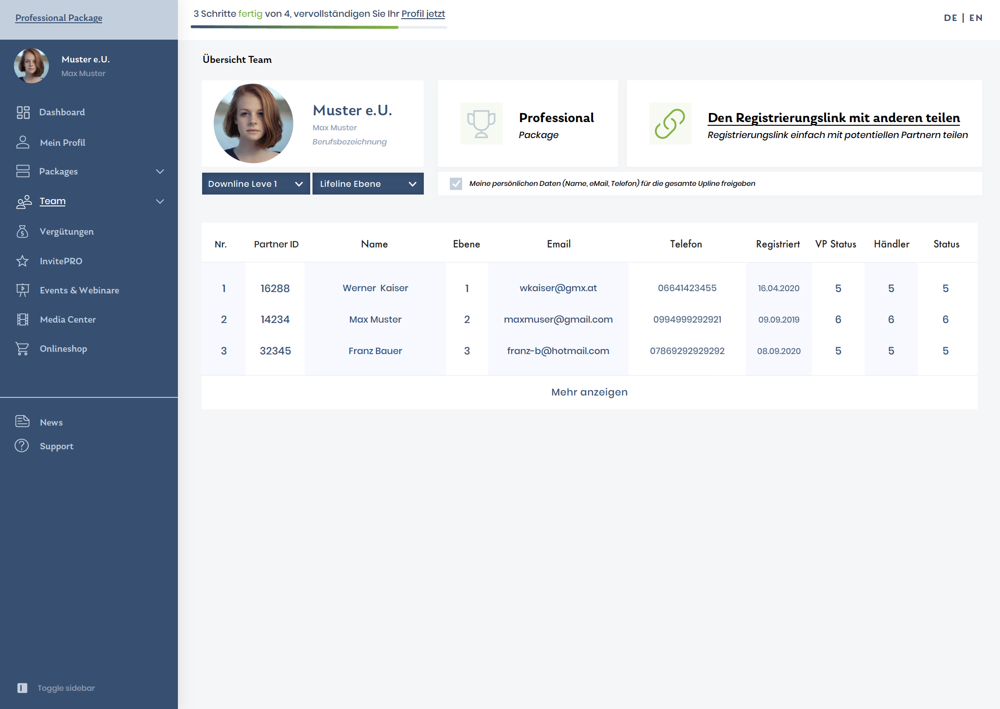 Professional Package
3 Schritte fertig von 4, vervollständigen Sie Ihr Profil jetzt
DE | EN
Muster e.U.
Max Muster
Dashboard
Mein Profil
Packages
Team
Vergütungen
InvitePRO
Events & Webinare
Media Center
Onlineshop
News
Support
Toggle sidebar
Übersicht Team
Muster e.U.
Max Muster
Berufsbezeichnung
Professional
Package
Den Registrierungslink mit anderen teilen
Registrierungslink einfach mit potentiellen Partnern teilen
Downline Leve 1
Lifeline Ebene
Meine persönlichen Daten (Name, eMail, Telefon) für die gesamte Upline freigeben
Nr. Partner ID Name Ebene Email Telefon Registriert VP Status Händler Status
1 16288 Werner Kaiser 1 wkaiser@gmx.at 06641423455 16.04.2020 5 5 5
2 14234 Max Muster 2 maxmuser@gmail.com 0994999292921 09.09.2019 6 6 6
3 32345 Franz Bauer 3 franz-b@hotmail.com 07869292929292 08.09.2020 5 5 5
Mehr anzeigen